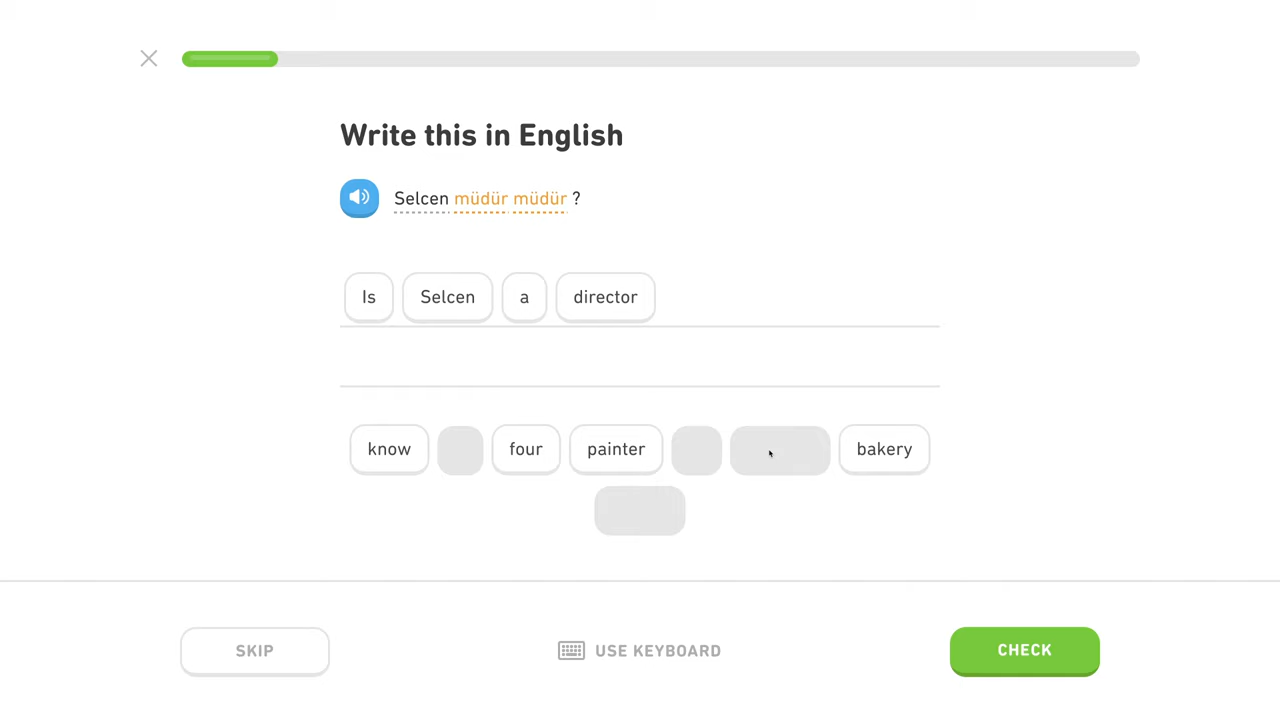 Write this in English
Selcen müdür müdür ?
Is Selcen a director
know four painter bakery
SKIP USE KEYBOARD CHECK